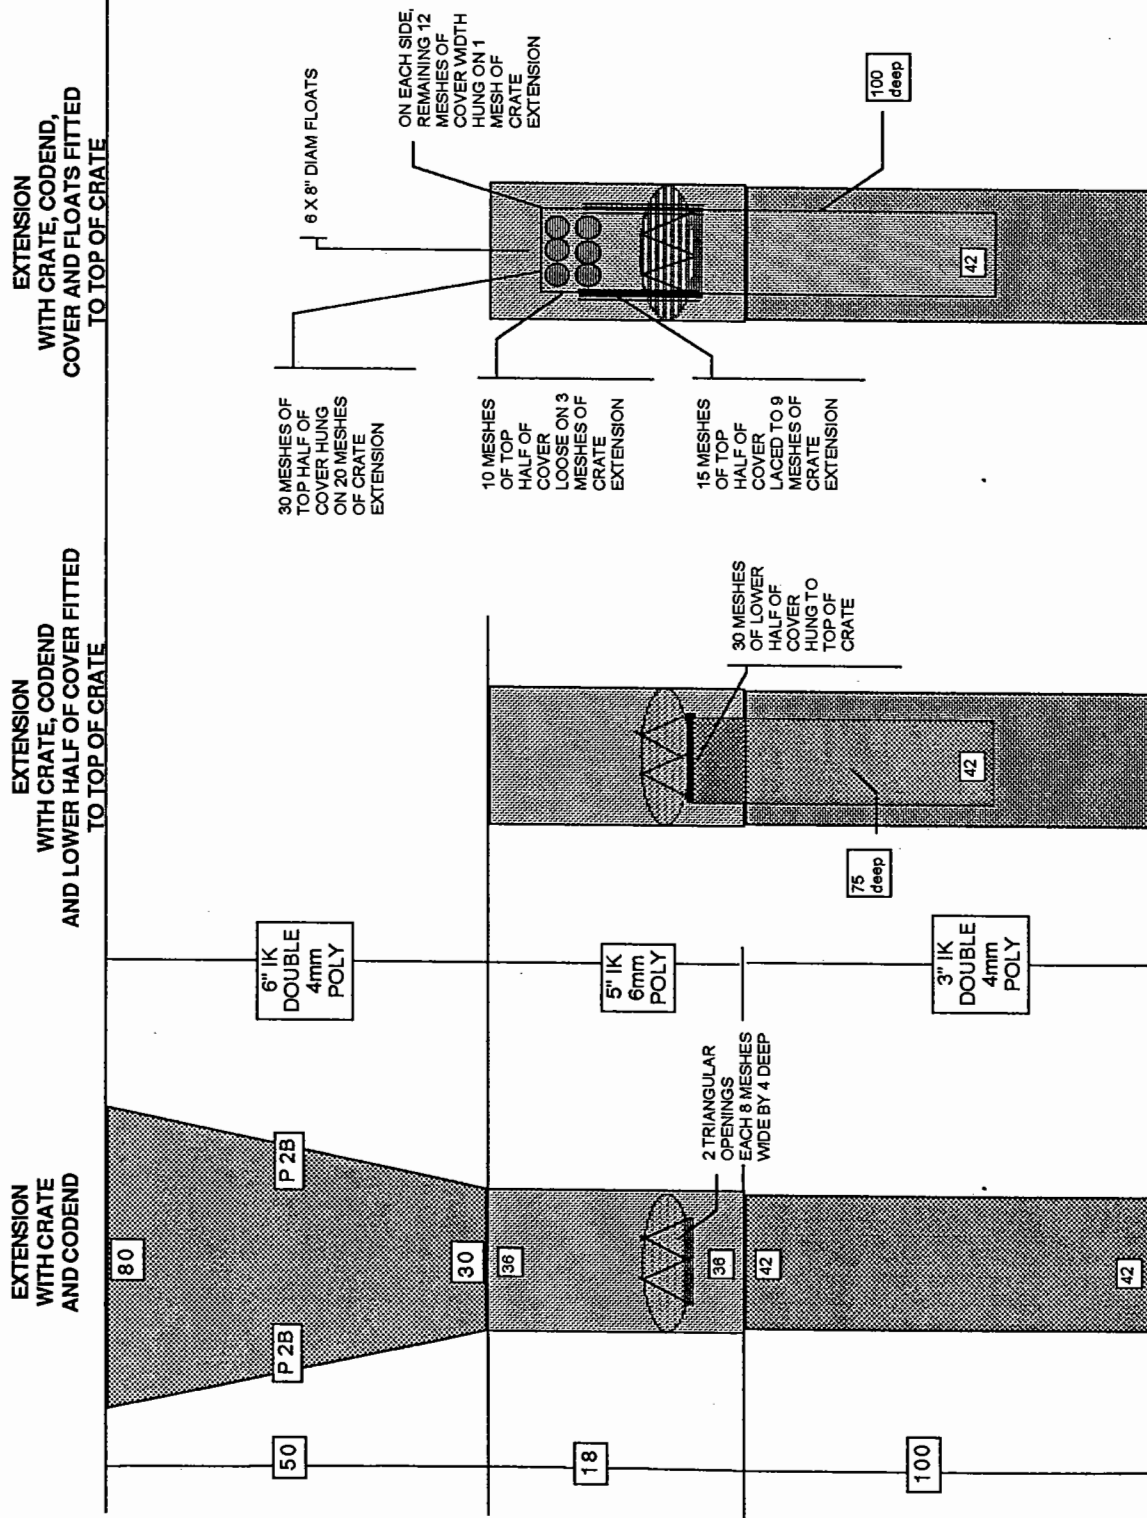 EXTENSION
WITH CRATE
AND CODEND
80
P 2B
P 2B
30
36
36
42
42
50
18
100
2 TRIANGULAR
OPENINGS
EACH 8 MESHES
WIDE BY 4 DEEP
6" IK
DOUBLE
4mm
POLY
5" IK
6mm
POLY
3" IK
DOUBLE
4mm
POLY
EXTENSION
WITH CRATE, CODEND
AND LOWER HALF OF COVER FITTED
TO TOP OF CRATE
30 MESHES
OF LOWER
HALF OF
COVER
HUNG TO
TOP OF
CRATE
75
deep
42
EXTENSION
WITH CRATE, CODEND,
COVER AND FLOATS FITTED
TO TOP OF CRATE
30 MESHES OF
TOP HALF OF
COVER HUNG
ON 20 MESHES
OF CRATE
EXTENSION
6 X 8" DIAM FLOATS
ON EACH SIDE,
REMAINING 12
MESHES OF
COVER WIDTH
HUNG ON 1
MESH OF
CRATE
EXTENSION
10 MESHES
OF TOP
HALF OF
COVER
LOOSE ON 3
MESHES OF
CRATE
EXTENSION
15 MESHES
OF TOP
HALF OF
COVER
LACED TO 9
MESHES OF
CRATE
EXTENSION
100
deep
42